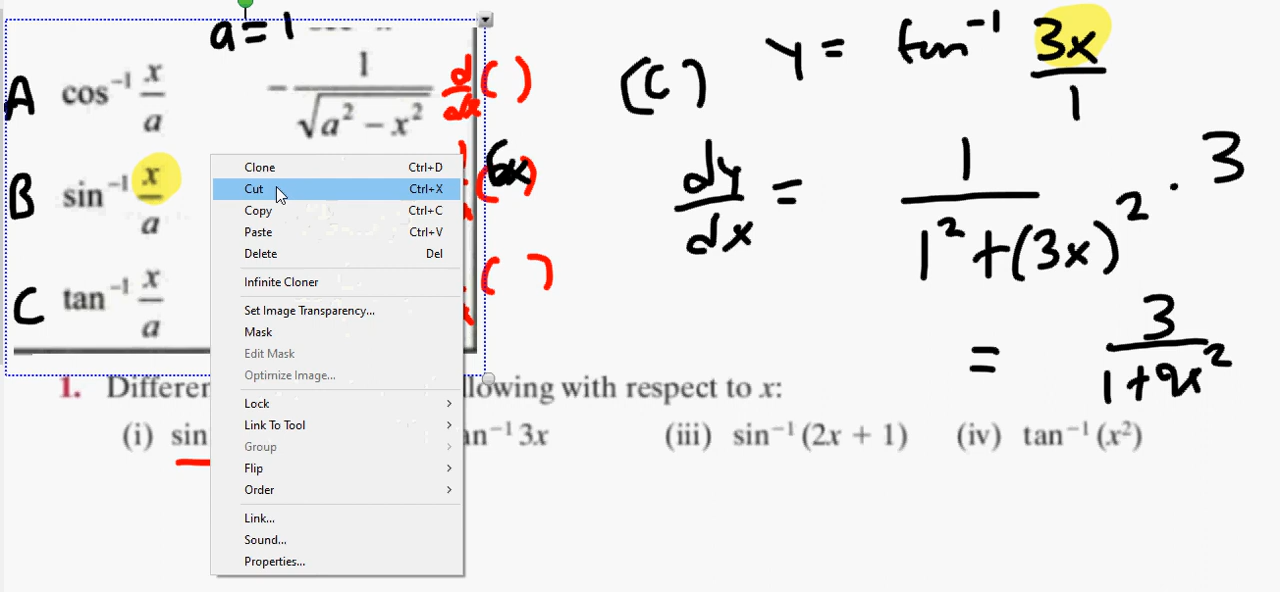 a = 1
A cos⁻¹ x/a
- 1/√(a² − x²) d/dx ( )
B sin⁻¹ x/a
(6x)
C tan⁻¹ x/a
( )
(C) y = tan⁻¹ 3x/1
dy/dx = 1/(1² + (3x)²) · 3
= 3/(1+9x²)
Clone Ctrl+D
Cut Ctrl+X
Copy Ctrl+C
Paste Ctrl+V
Delete Del
Infinite Cloner
Set Image Transparency...
Mask
Edit Mask
Optimize Image...
Lock
Link To Tool
Group
Flip
Order
Link...
Sound...
Properties...
1. Differen lowing with respect to x:
(i) sin an⁻¹ 3x (iii) sin⁻¹ (2x + 1) (iv) tan⁻¹ (x²)